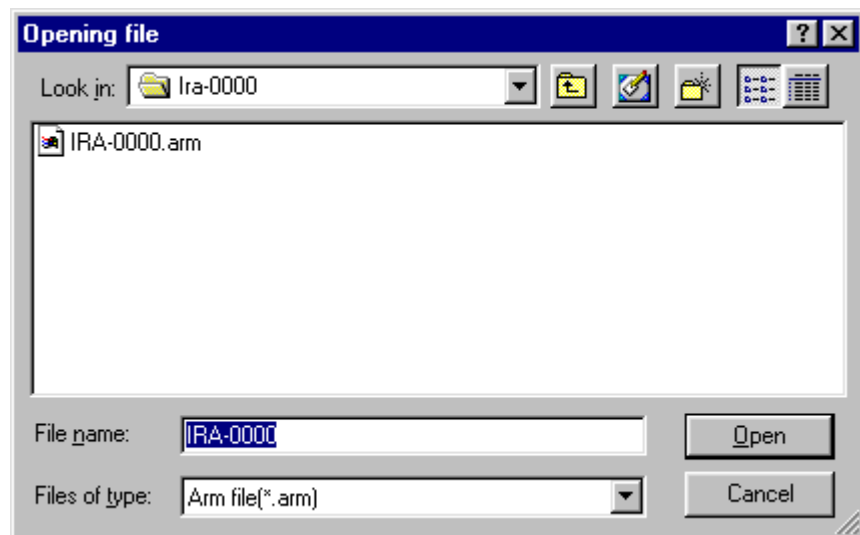 Opening file
Look in: Ira-0000
IRA-0000.arm
File name: IRA-0000 Open
Files of type: Arm file(*.arm) Cancel